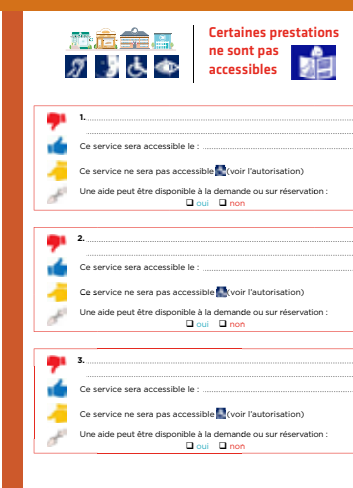 Certaines prestations
ne sont pas
accessibles
1. ........................................................................
........................................................................
Ce service sera accessible le : ........................................
Ce service ne sera pas accessible (voir l'autorisation)
Une aide peut être disponible à la demande ou sur réservation :
❑ oui ❑ non
2. ........................................................................
........................................................................
Ce service sera accessible le : ........................................
Ce service ne sera pas accessible (voir l'autorisation)
Une aide peut être disponible à la demande ou sur réservation :
❑ oui ❑ non
3. ........................................................................
........................................................................
Ce service sera accessible le : ........................................
Ce service ne sera pas accessible (voir l'autorisation)
Une aide peut être disponible à la demande ou sur réservation :
❑ oui ❑ non